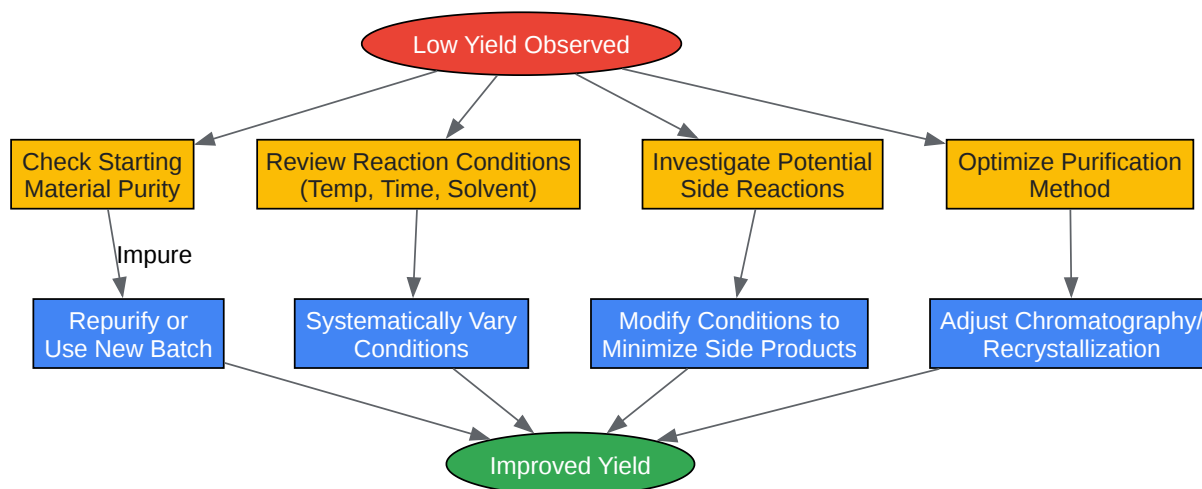 Low Yield Observed
Check Starting
Material Purity
Review Reaction Conditions
(Temp, Time, Solvent)
Investigate Potential
Side Reactions
Optimize Purification
Method
Impure
Repurify or
Use New Batch
Systematically Vary
Conditions
Modify Conditions to
Minimize Side Products
Adjust Chromatography/
Recrystallization
Improved Yield